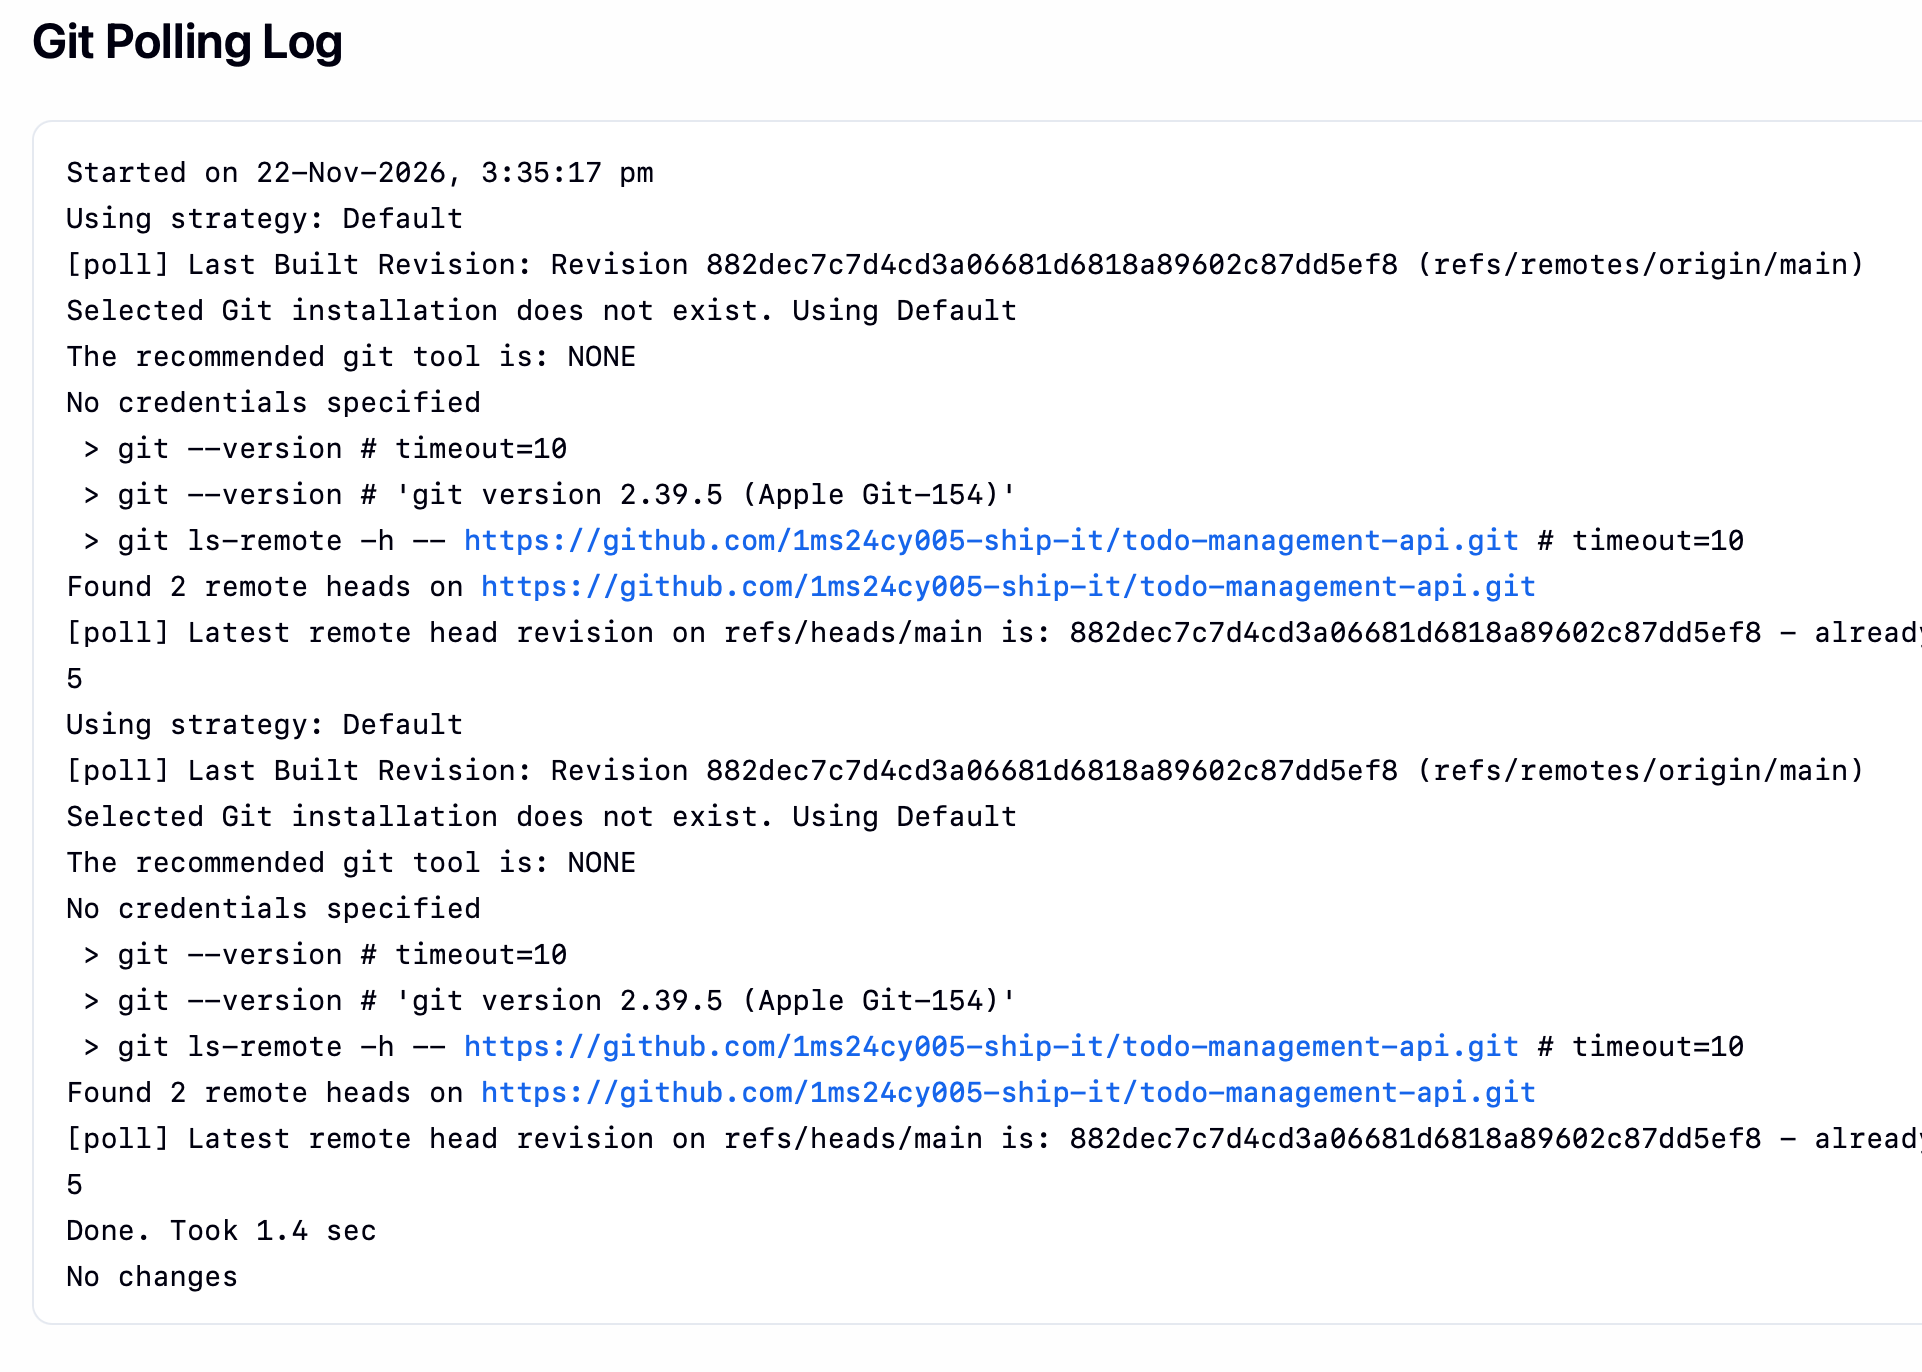 Git Polling Log
Started on 22-Nov-2026, 3:35:17 pm
Using strategy: Default
[poll] Last Built Revision: Revision 882dec7c7d4cd3a06681d6818a89602c87dd5ef8 (refs/remotes/origin/main)
Selected Git installation does not exist. Using Default
The recommended git tool is: NONE
No credentials specified
 > git --version # timeout=10
 > git --version # 'git version 2.39.5 (Apple Git-154)'
 > git ls-remote -h -- https://github.com/1ms24cy005-ship-it/todo-management-api.git # timeout=10
Found 2 remote heads on https://github.com/1ms24cy005-ship-it/todo-management-api.git
[poll] Latest remote head revision on refs/heads/main is: 882dec7c7d4cd3a06681d6818a89602c87dd5ef8 - already
5
Using strategy: Default
[poll] Last Built Revision: Revision 882dec7c7d4cd3a06681d6818a89602c87dd5ef8 (refs/remotes/origin/main)
Selected Git installation does not exist. Using Default
The recommended git tool is: NONE
No credentials specified
 > git --version # timeout=10
 > git --version # 'git version 2.39.5 (Apple Git-154)'
 > git ls-remote -h -- https://github.com/1ms24cy005-ship-it/todo-management-api.git # timeout=10
Found 2 remote heads on https://github.com/1ms24cy005-ship-it/todo-management-api.git
[poll] Latest remote head revision on refs/heads/main is: 882dec7c7d4cd3a06681d6818a89602c87dd5ef8 - already
5
Done. Took 1.4 sec
No changes